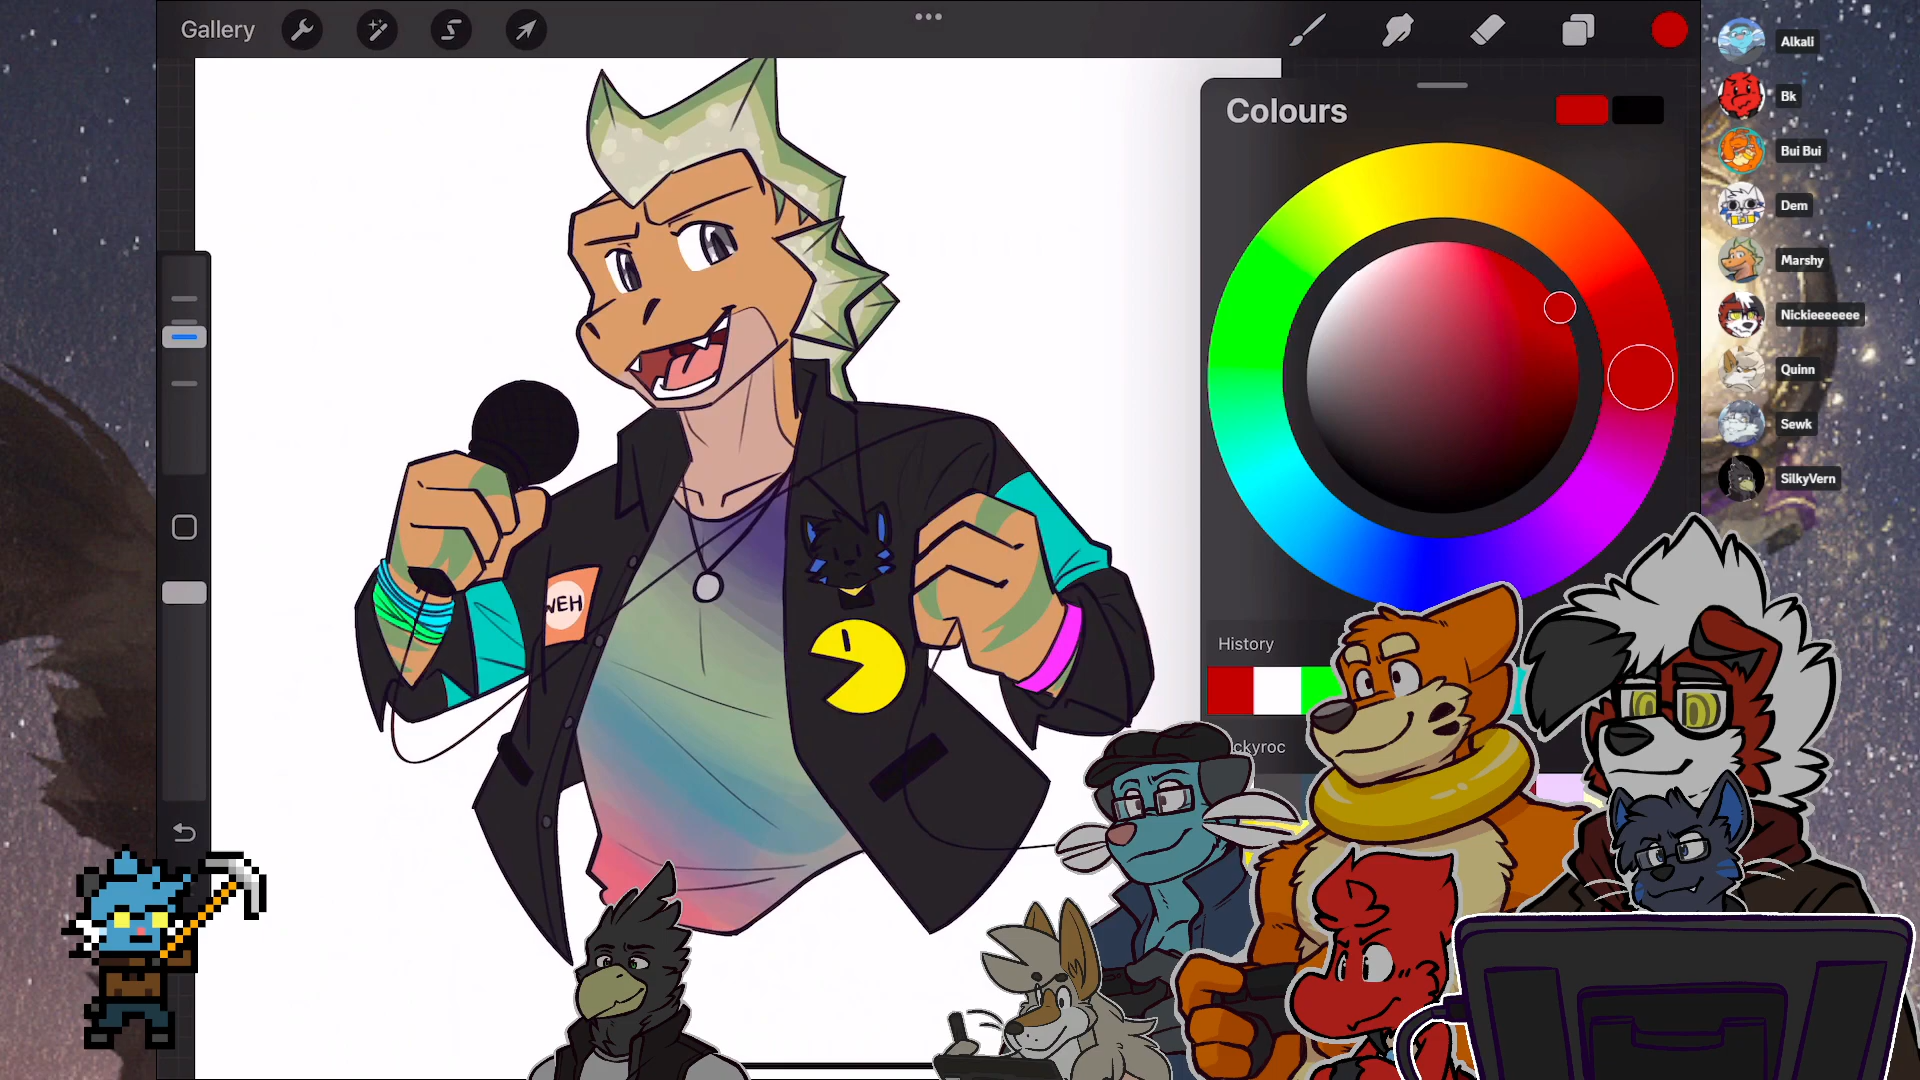 Gallery
Colours
History
ckyroc
WEH
Alkali
Bk
Bui Bui
Dem
Marshy
Nickieeeeeee
Quinn
Sewk
SilkyVern